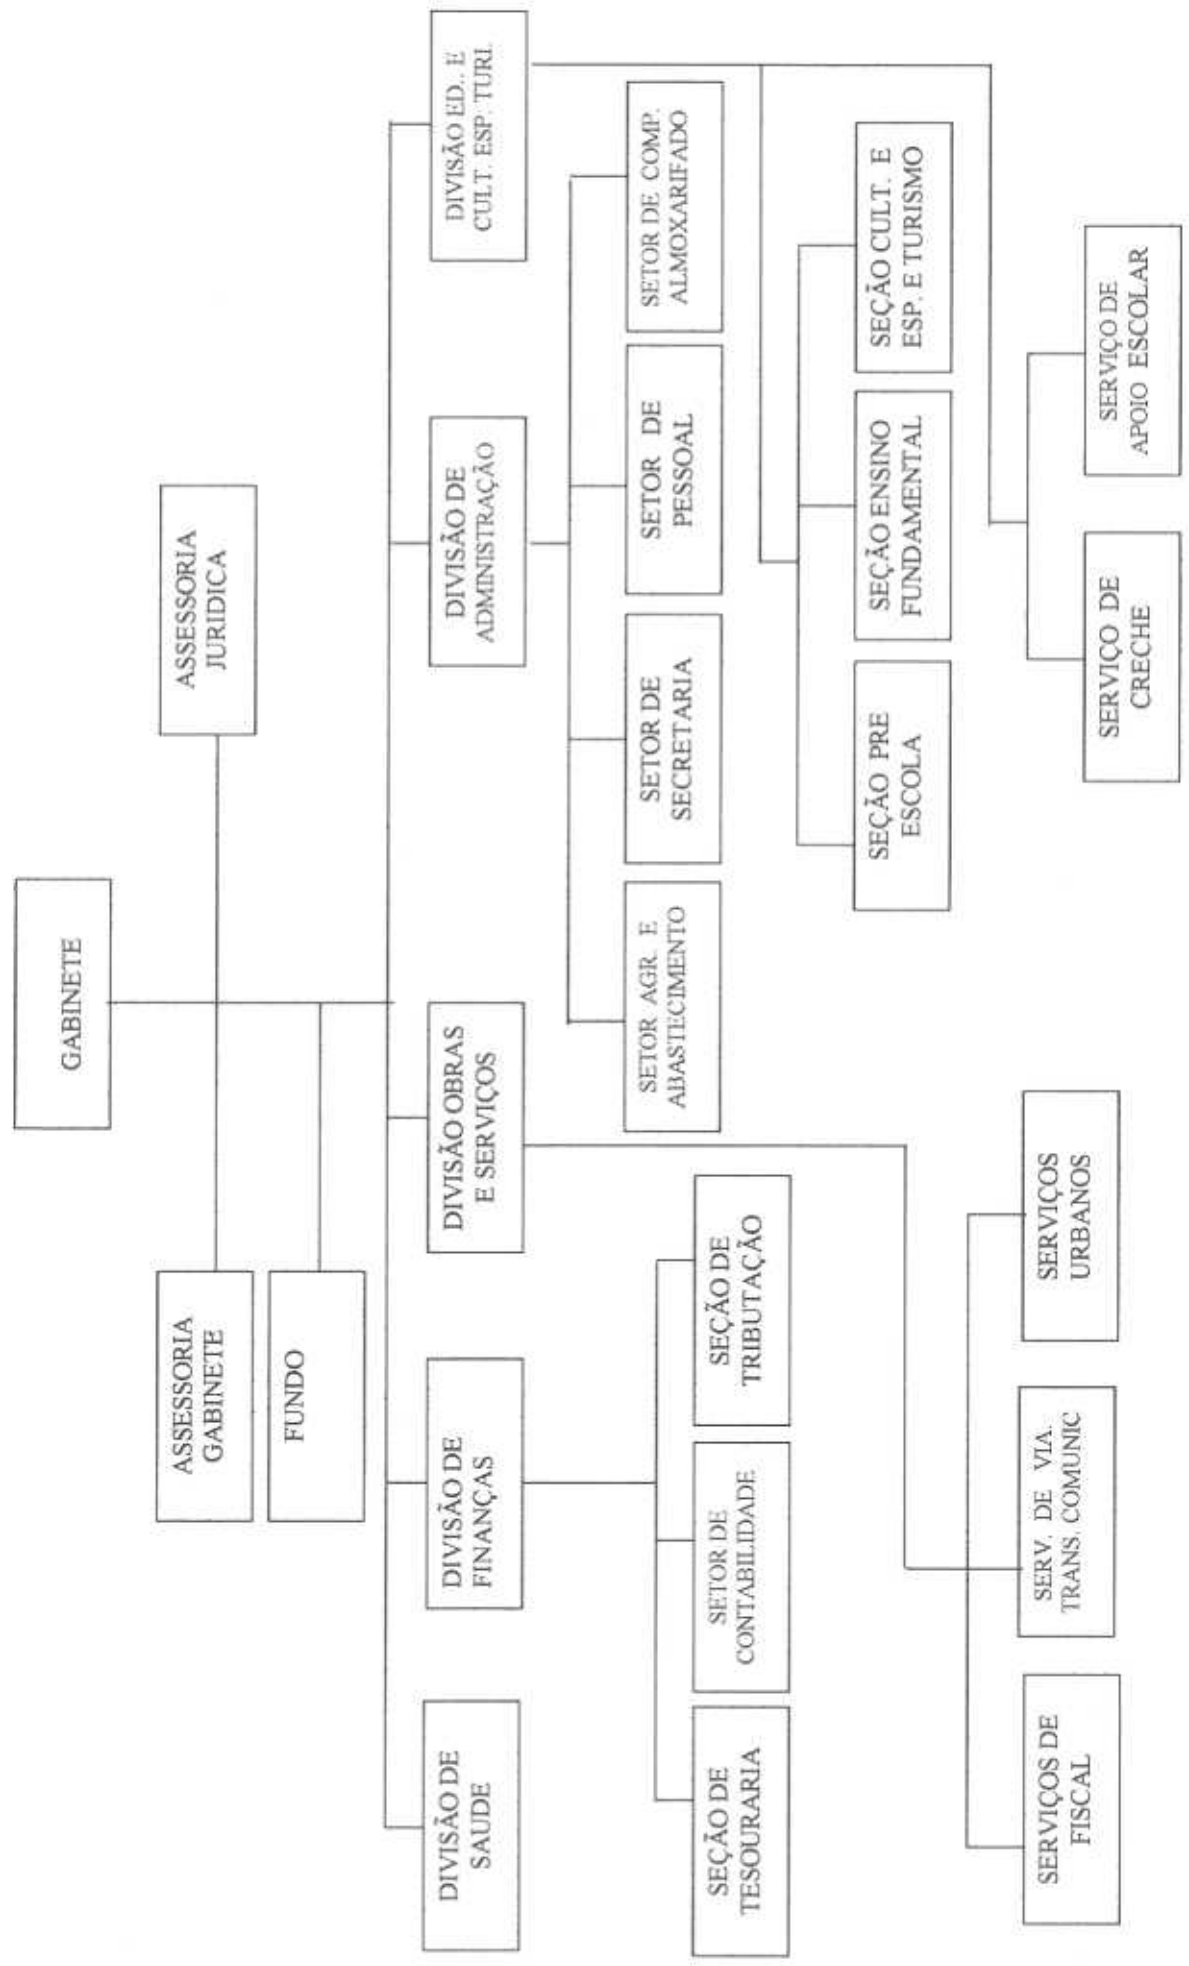 GABINETE
ASSESSORIA
GABINETE
ASSESSORIA
JURIDICA
FUNDO
DIVISÃO DE
SAUDE
DIVISÃO DE
FINANÇAS
DIVISÃO OBRAS
E SERVIÇOS
DIVISÃO DE
ADMINISTRAÇÃO
DIVISÃO ED.. E
CULT. ESP. TURI.
SETOR AGR. E
ABASTECIMENTO
SETOR DE
SECRETARIA
SETOR DE
PESSOAL
SETOR DE COMP.
ALMOXARIFADO
SEÇÃO DE
TESOURARIA
SETOR DE
CONTABILIDADE
SEÇÃO DE
TRIBUTAÇÃO
SEÇÃO PRE
ESCOLA
SEÇÃO ENSINO
FUNDAMENTAL
SEÇÃO CULT. E
ESP. E TURISMO
SERVIÇOS DE
FISCAL
SERV. DE VIA.
TRANS. COMUNIC
SERVIÇOS
URBANOS
SERVIÇO DE
CRECHE
SERVIÇO DE
APOIO ESCOLAR